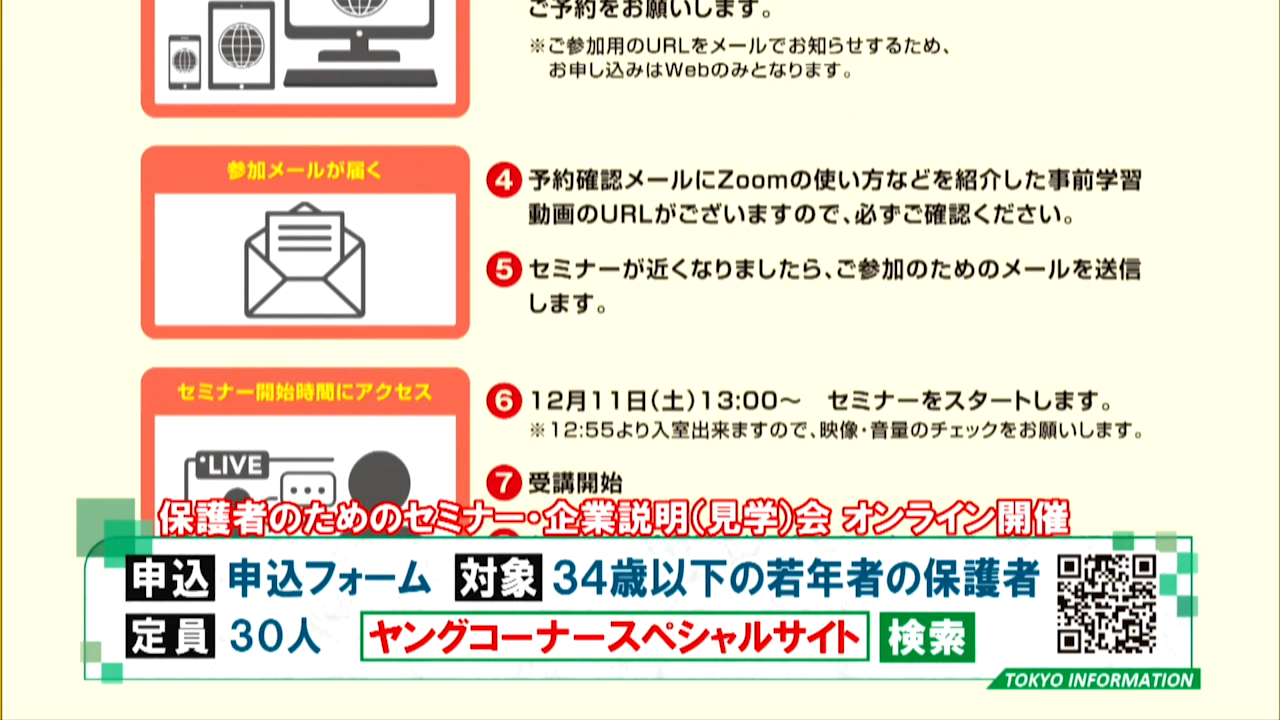 ご予約をお願いします。
※ご参加用のURLをメールでお知らせするため、
お申し込みはWebのみとなります。
参加メールが届く
4 予約確認メールにZoomの使い方などを紹介した事前学習
動画のURLがございますので、必ずご確認ください。
5 セミナーが近くなりましたら、ご参加のためのメールを送信
します。
セミナー開始時間にアクセス
LIVE
6 12月11日(土)13:00〜 セミナーをスタートします。
※12:55より入室出来ますので、映像・音量のチェックをお願いします。
7 受講開始
保護者のためのセミナー・企業説明(見学)会 オンライン開催
申込 申込フォーム 対象 34歳以下の若年者の保護者
定員 30人 ヤングコーナースペシャルサイト 検索
TOKYO INFORMATION